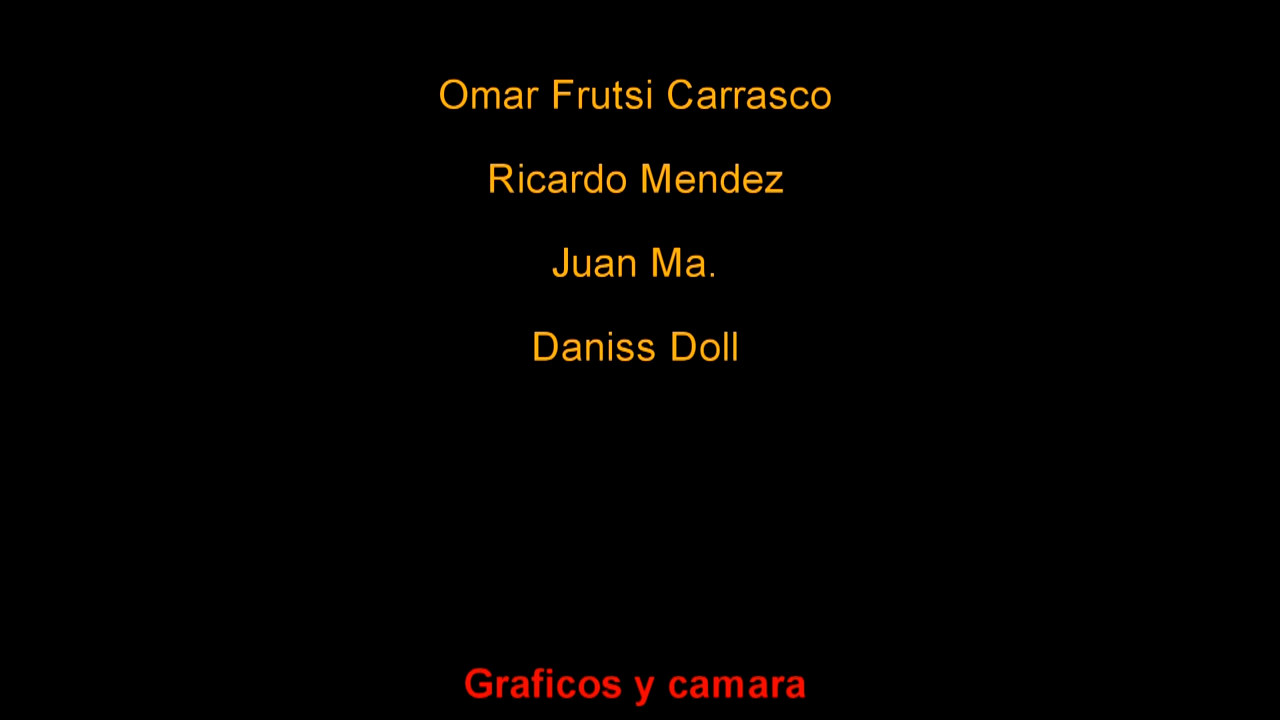 Omar Frutsi Carrasco
Ricardo Mendez
Juan Ma.
Daniss Doll
Graficos y camara